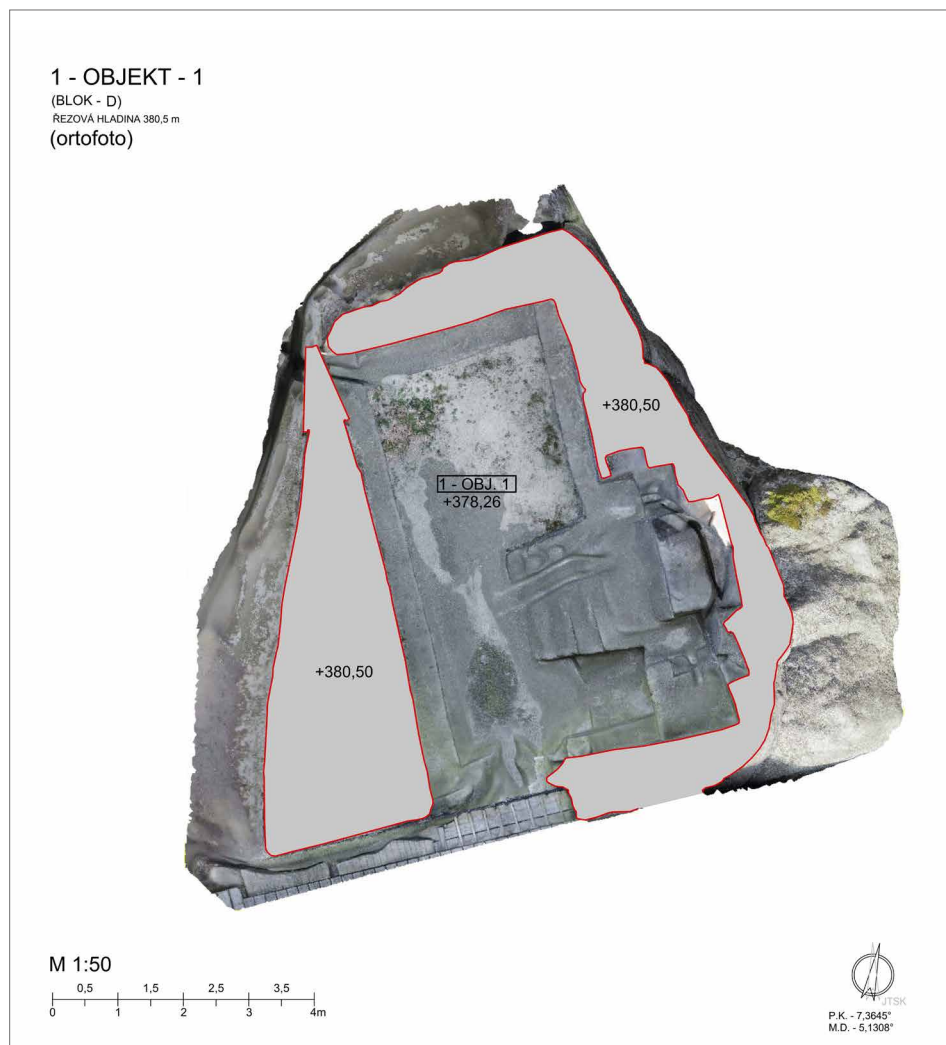 1 - OBJEKT - 1
(BLOK - D)
ŘEZOVÁ HLADINA 380,5 m
(ortofoto)
+380,50
1 - OBJ. 1
+378,26
+380,50
M 1:50
0,5 1,5 2,5 3,5
0 1 2 3 4m
JTSK
P.K. - 7,3645°
M.D. - 5,1308°